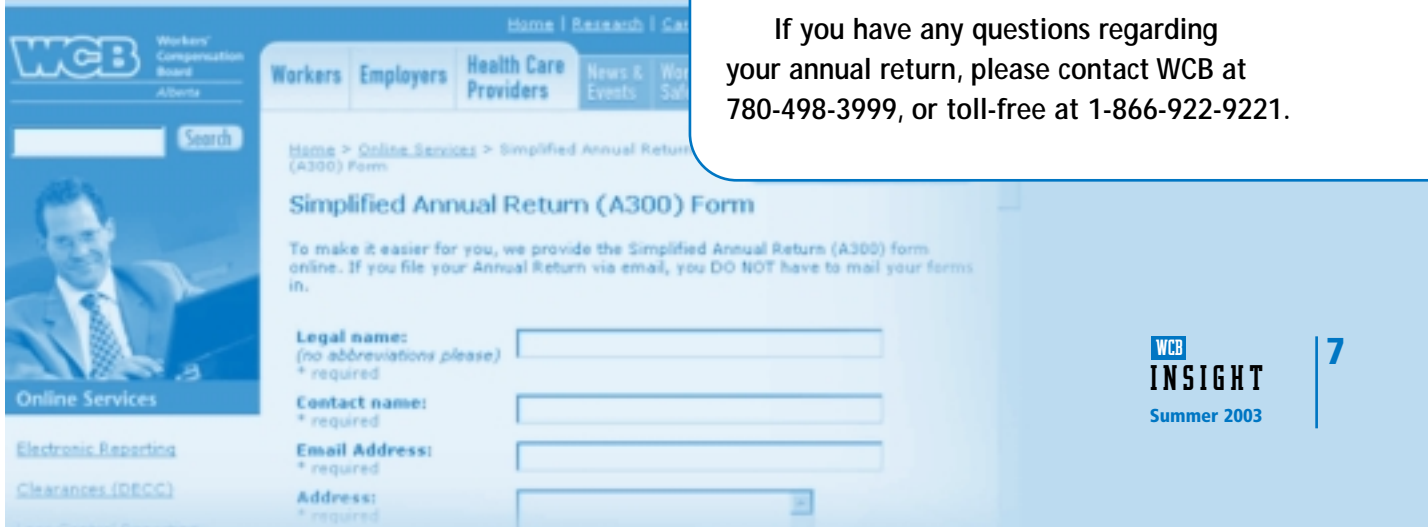 Home | Research |
If you have any questions regarding
your annual return, please contact WCB at
780-498-3999, or toll-free at 1-866-922-9221.
WCB
Workers'
Compensation
Board
Alberta
Workers
Employers
Health Care
Providers
News &
Events
Search
Home > Online Services > Simplified Annual Return
(A300) Form
Simplified Annual Return (A300) Form
To make it easier for you, we provide the Simplified Annual Return (A300) form
online. If you file your Annual Return via email, you DO NOT have to mail your forms
in.
Legal name:
(no abbreviations please)
* required
Contact name:
* required
Email Address:
* required
Address:
* required
Online Services
Electronic Reporting
Clearances (DECC)
WCB
INSIGHT
Summer 2003
7